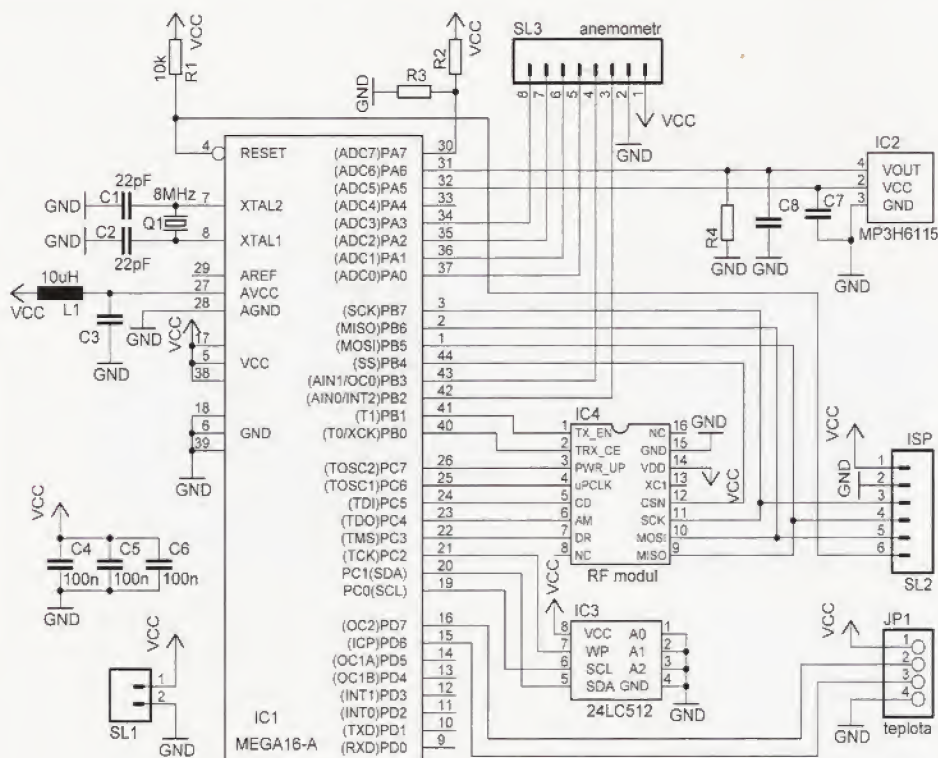 VCC
10k
R1
VCC
R2
R3
GND
SL3 anemometr
8 7 6 5 4 3 2 1
VCC
GND
IC2
4 VOUT
2 VCC
3 GND
MP3H6115
C8
C7
R4
GND
GND
GND
4 RESET
22pF
GND C1
8MHz
7 XTAL2
Q1
GND C2
22pF
8 XTAL1
10uH
29 AREF
27 AVCC
VCC L1
28 AGND
C3
GND
GND
VCC
17
5 VCC
38
18
6 GND
39
GND
(ADC7)PA7 30
(ADC6)PA6 31
(ADC5)PA5 32
(ADC4)PA4 33
(ADC3)PA3 34
(ADC2)PA2 35
(ADC1)PA1 36
(ADC0)PA0 37
(SCK)PB7 3
(MISO)PB6 2
(MOSI)PB5 1
(SS)PB4 44
(AIN1/OC0)PB3 43
(AIN0/INT2)PB2 42
(T1)PB1 41
(T0/XCK)PB0 40
(TOSC2)PC7 26
(TOSC1)PC6 25
(TDI)PC5 24
(TDO)PC4 23
(TMS)PC3 22
(TCK)PC2 21
PC1(SDA) 20
PC0(SCL) 19
(OC2)PD7 16
(ICP)PD6 15
(OC1A)PD5 14
(OC1B)PD4 13
(INT1)PD3 12
(INT0)PD2 11
(TXD)PD1 10
(RXD)PD0 9
IC1
MEGA16-A
IC4
1 TX_EN NC 16
2 TRX_CE GND 15
3 PWR_UP VDD 14
4 uPCLK XC1 13
5 CD CSN 12
6 AM SCK 11
7 DR MOSI 10
8 NC MISO 9
RF modul
GND
VCC
VCC
ISP
VCC
1
GND 2
3
4
5
6
SL2
VCC
C4 C5 C6
100n 100n 100n
GND
VCC
1
2
SL1
GND
IC3
8 VCC A0 1
7 WP A1 2
6 SCL A2 3
5 SDA GND 4
24LC512
GND
VCC
JP1
1
2
3
4
GND
teplota